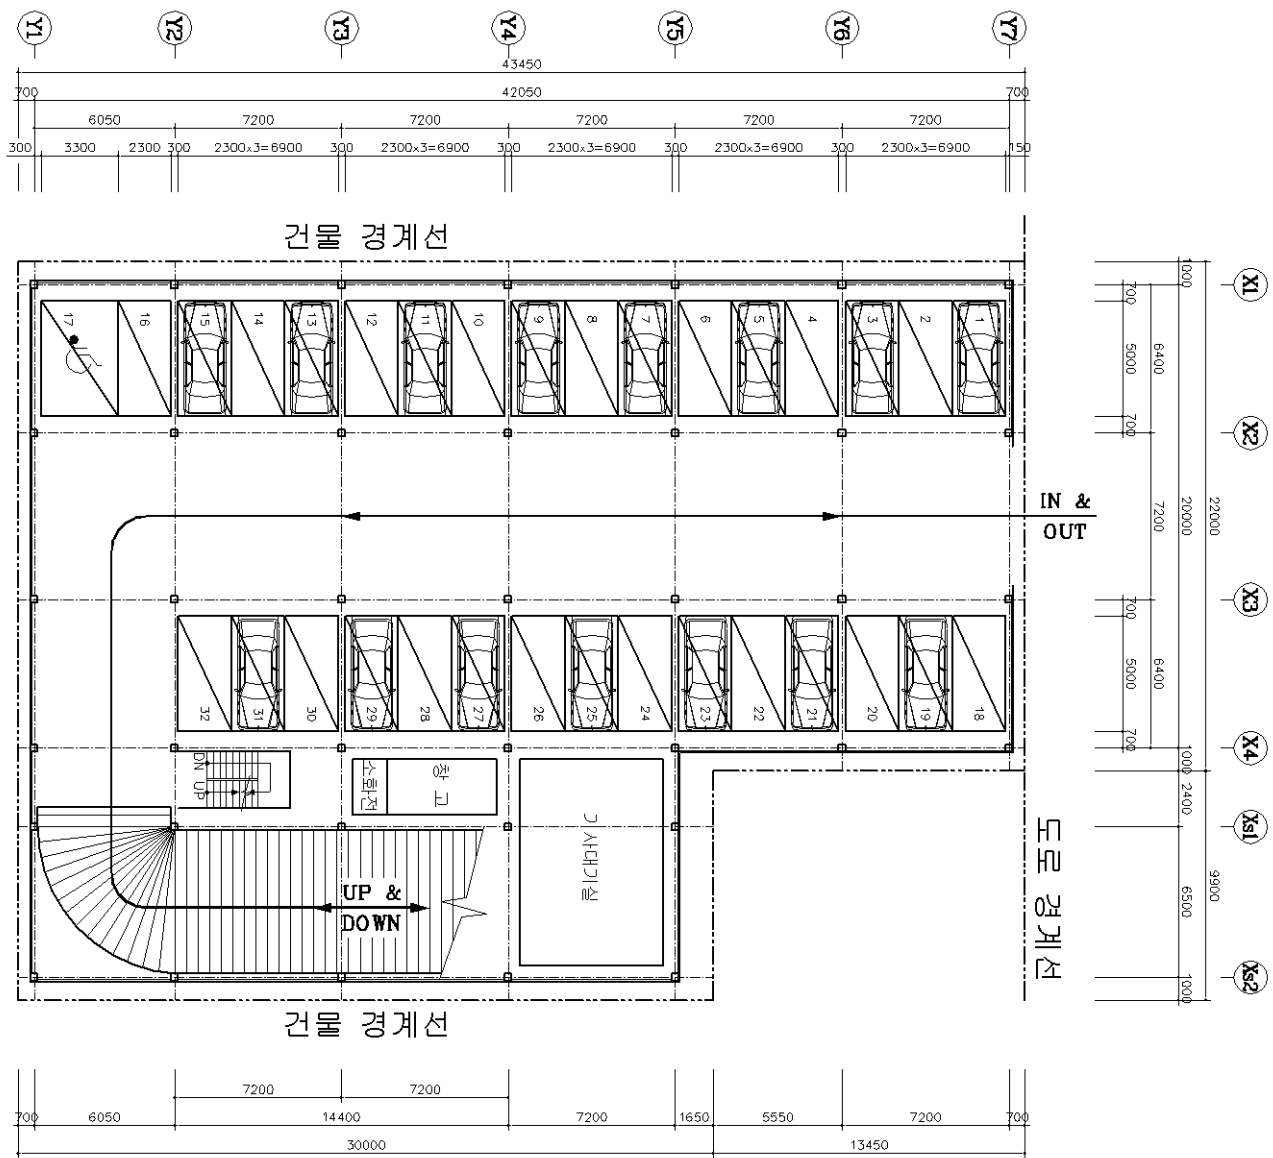 Y1 Y2 Y3 Y4 Y5 Y6 Y7
43450
700 42050 700
6050 7200 7200 7200 7200 7200
300 3300 2300 300 2300x3=6900 300 2300x3=6900 300 2300x3=6900 300 2300x3=6900 300 2300x3=6900 150
건물 경계선
17 16 15 14 13 12 11 10 9 8 7 6 5 4 3 2 1
IN &
OUT
32 31 30 29 28 27 26 25 24 23 22 21 20 19 18
DN UP
소화전
창 고
기사대기실
UP &
DOWN
건물 경계선
도로 경계선
X1
X2
X3
X4
Xs1
Xs2
700 5000 700 700 5000 700
6400 7200 6400
1000 20000 1000 2400 6500 1000
22000 9900
7200 7200
700 6050 14400 7200 1650 5550 7200 700
30000 13450